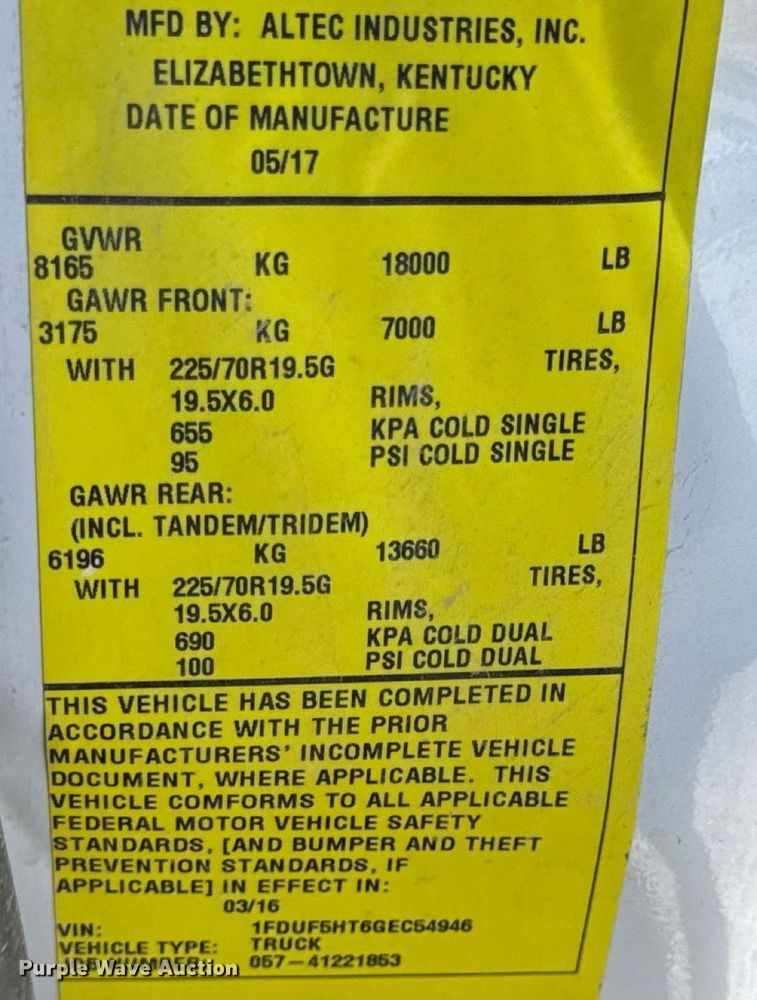 MFD BY: ALTEC INDUSTRIES, INC.
ELIZABETHTOWN, KENTUCKY
DATE OF MANUFACTURE
05/17
GVWR
8165 KG 18000 LB
GAWR FRONT:
3175 KG 7000 LB
WITH 225/70R19.5G TIRES,
19.5X6.0 RIMS,
655 KPA COLD SINGLE
95 PSI COLD SINGLE
GAWR REAR:
(INCL. TANDEM/TRIDEM)
6196 KG 13660 LB
WITH 225/70R19.5G TIRES,
19.5X6.0 RIMS,
690 KPA COLD DUAL
100 PSI COLD DUAL
THIS VEHICLE HAS BEEN COMPLETED IN
ACCORDANCE WITH THE PRIOR
MANUFACTURERS' INCOMPLETE VEHICLE
DOCUMENT, WHERE APPLICABLE. THIS
VEHICLE COMFORMS TO ALL APPLICABLE
FEDERAL MOTOR VEHICLE SAFETY
STANDARDS, [AND BUMPER AND THEFT
PREVENTION STANDARDS, IF
APPLICABLE] IN EFFECT IN:
03/16
VIN: 1FDUF5HT6GEC54946
VEHICLE TYPE: TRUCK
NUMBER: 057-41221853
Purple Wave Auction